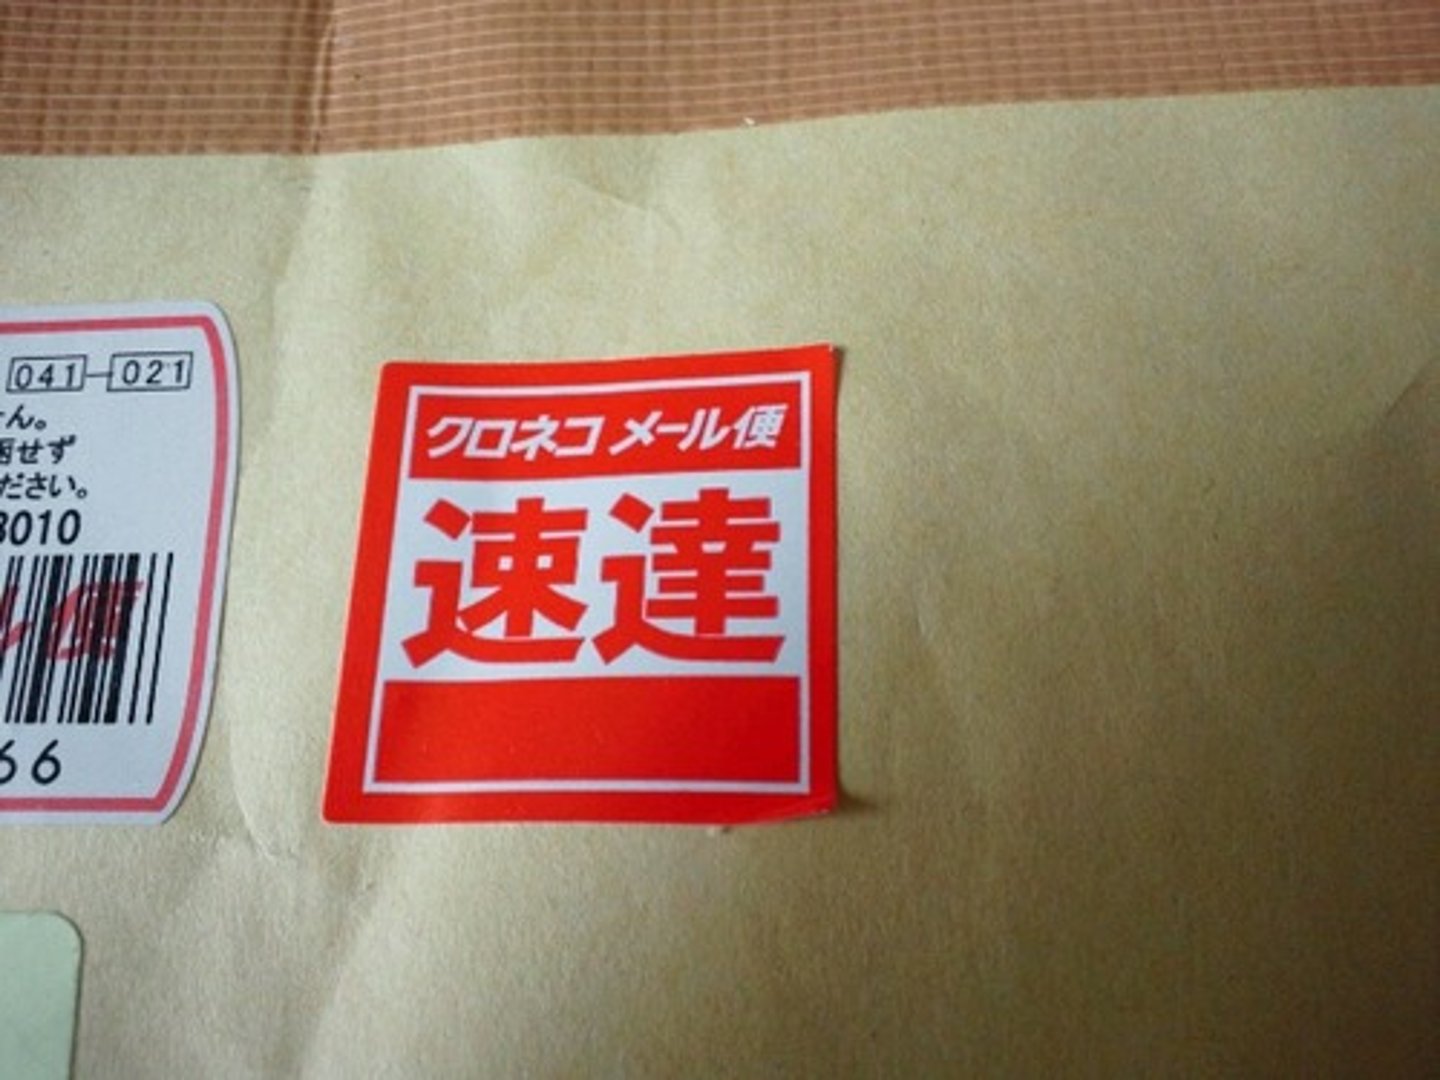 041-021
せん。
函せず
ださい。
3010
66
クロネコ メール便
速達